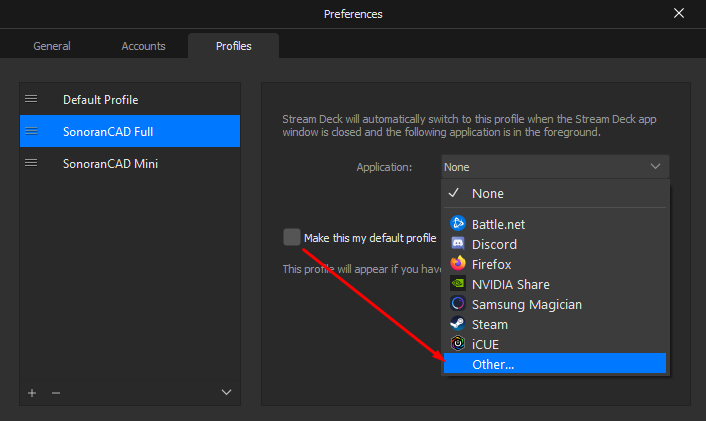 Preferences
General
Accounts
Profiles
Default Profile
SonoranCAD Full
SonoranCAD Mini
Stream Deck will automatically switch to this profile when the Stream Deck app
window is closed and the following application is in the foreground.
Application:
None
None
Battle.net
Discord
Firefox
NVIDIA Share
Samsung Magician
Steam
iCUE
Other...
Make this my default profile
This profile will appear if you have